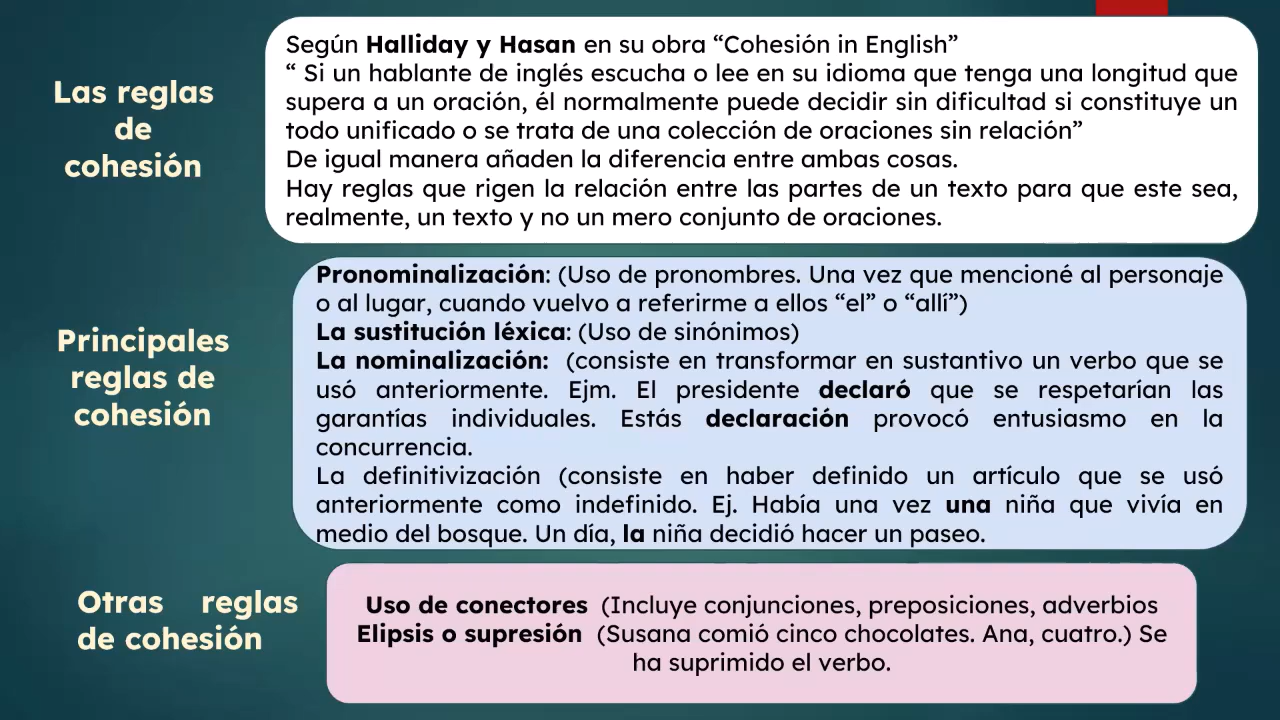 Las reglas
de
cohesión
Según Halliday y Hasan en su obra “Cohesión in English”
“ Si un hablante de inglés escucha o lee en su idioma que tenga una longitud que
supera a un oración, él normalmente puede decidir sin dificultad si constituye un
todo unificado o se trata de una colección de oraciones sin relación”
De igual manera añaden la diferencia entre ambas cosas.
Hay reglas que rigen la relación entre las partes de un texto para que este sea,
realmente, un texto y no un mero conjunto de oraciones.
Principales
reglas de
cohesión
Pronominalización: (Uso de pronombres. Una vez que mencioné al personaje
o al lugar, cuando vuelvo a referirme a ellos “el” o “allí”)
La sustitución léxica: (Uso de sinónimos)
La nominalización: (consiste en transformar en sustantivo un verbo que se
usó anteriormente. Ejm. El presidente declaró que se respetarían las
garantías individuales. Estás declaración provocó entusiasmo en la
concurrencia.
La definitivización (consiste en haber definido un artículo que se usó
anteriormente como indefinido. Ej. Había una vez una niña que vivía en
medio del bosque. Un día, la niña decidió hacer un paseo.
Otras reglas
de cohesión
Uso de conectores (Incluye conjunciones, preposiciones, adverbios
Elipsis o supresión (Susana comió cinco chocolates. Ana, cuatro.) Se
ha suprimido el verbo.